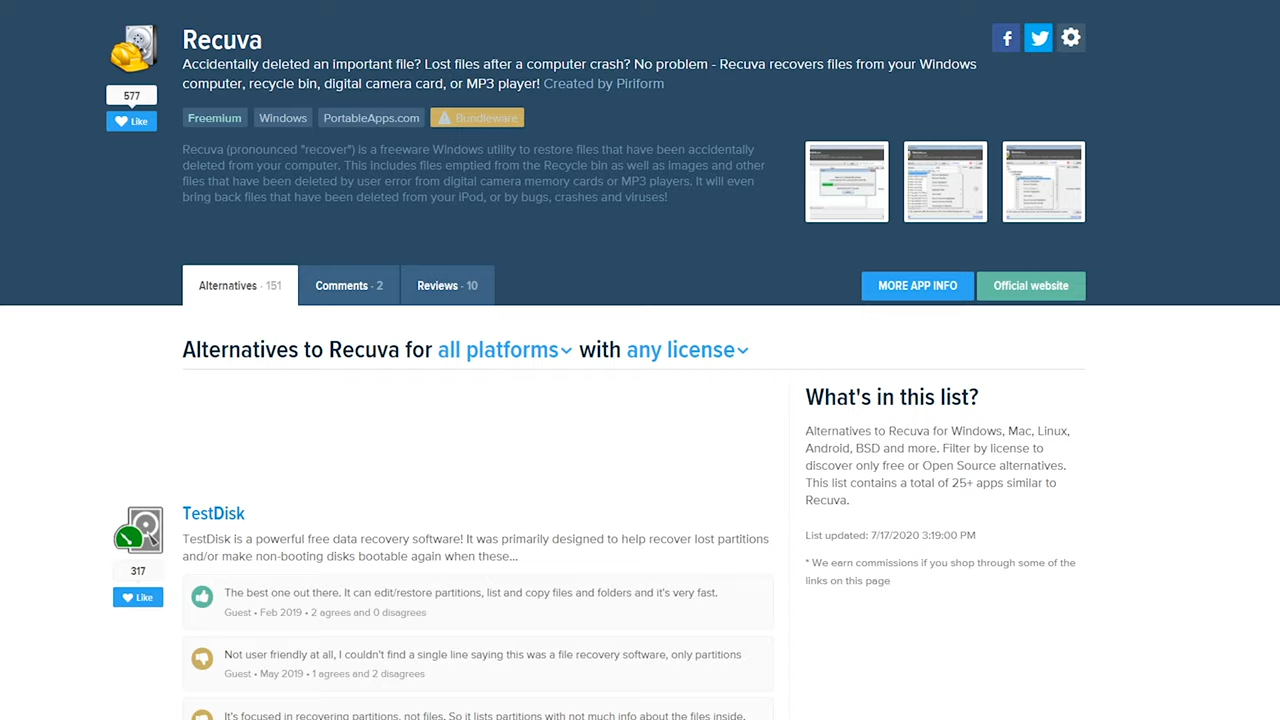 Recuva
Accidentally deleted an important file? Lost files after a computer crash? No problem - Recuva recovers files from your Windows
computer, recycle bin, digital camera card, or MP3 player! Created by Piriform
577
Like
Freemium
Windows
PortableApps.com
Bundleware
Recuva (pronounced "recover") is a freeware Windows utility to restore files that have been accidentally
deleted from your computer. This includes files emptied from the Recycle bin as well as images and other
files that have been deleted by user error from digital camera memory cards or MP3 players. It will even
bring back files that have been deleted from your iPod, or by bugs, crashes and viruses!
Alternatives · 151
Comments · 2
Reviews · 10
MORE APP INFO
Official website
Alternatives to Recuva for all platforms with any license
What's in this list?
Alternatives to Recuva for Windows, Mac, Linux,
Android, BSD and more. Filter by license to
discover only free or Open Source alternatives.
This list contains a total of 25+ apps similar to
Recuva.
Last updated: 7/17/2020 3:19:00 PM
* We earn commissions if you shop through some of the
links on this page
TestDisk
TestDisk is a powerful free data recovery software! It was primarily designed to help recover lost partitions
and/or make non-booting disks bootable again when these...
317
Like
The best one out there. It can edit/restore partitions, list and copy files and folders and it's very fast.
Guest • Feb 2019 • 2 agrees and 0 disagrees
Not user friendly at all, I couldn't find a single line saying this was a file recovery software, only partitions
Guest • May 2019 • 1 agrees and 2 disagrees
It's focused in recovering partitions, not files. So it lists partitions with not much info about the files inside.